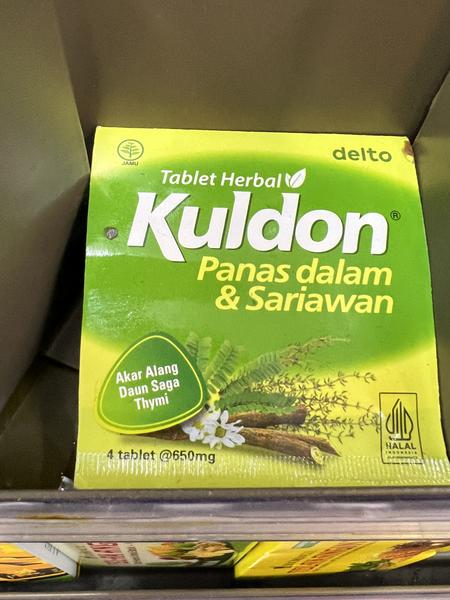 JAMU
delto
Tablet Herbal
Kuldon®
Panas dalam
& Sariawan
Akar Alang
Daun Saga
Thymi
4 tablet @650mg
HALAL
INDONESIA